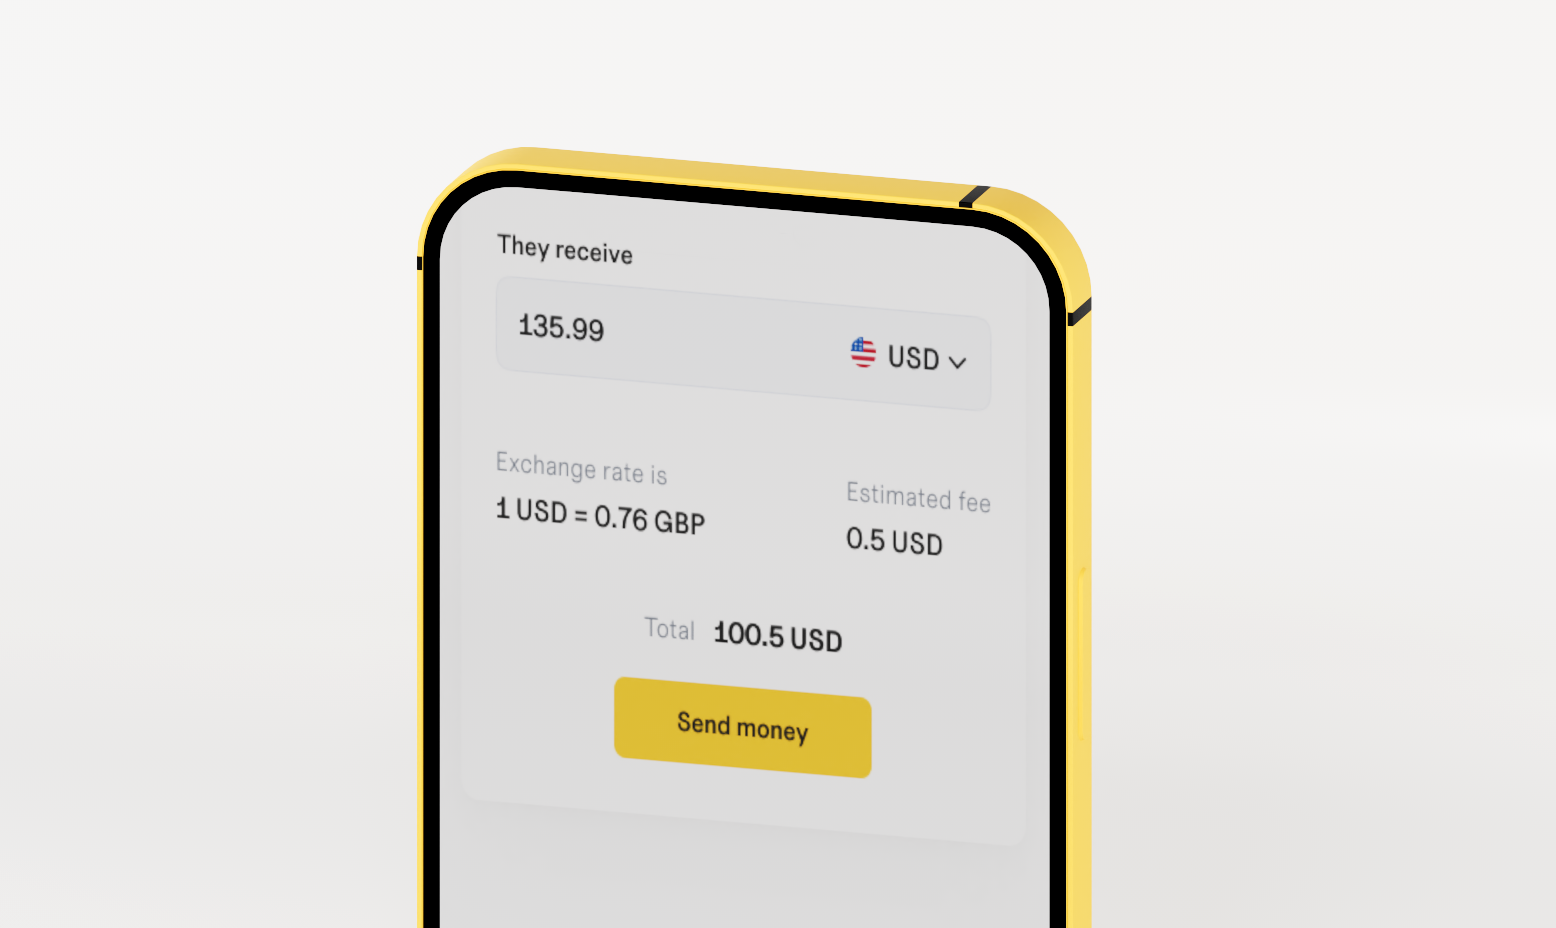 They receive
135.99 USD
Exchange rate is
Estimated fee
1 USD = 0.76 GBP
0.5 USD
Total 100.5 USD
Send money